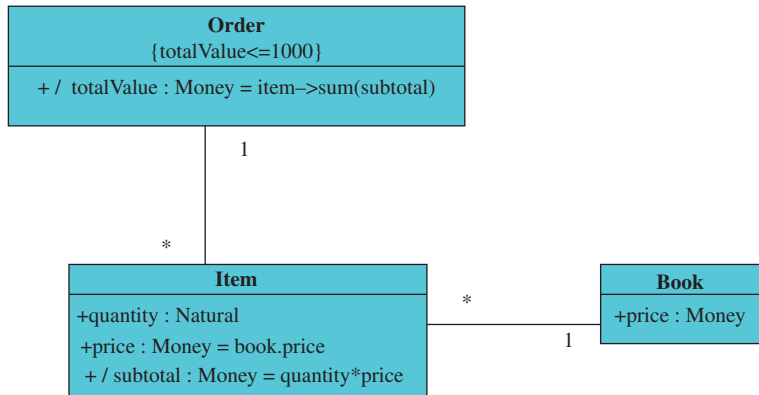 Order
{totalValue<=1000}
+ / totalValue : Money = item–>sum(subtotal)
1
*
Item
+quantity : Natural
+price : Money = book.price
+ / subtotal : Money = quantity*price
*
1
Book
+price : Money